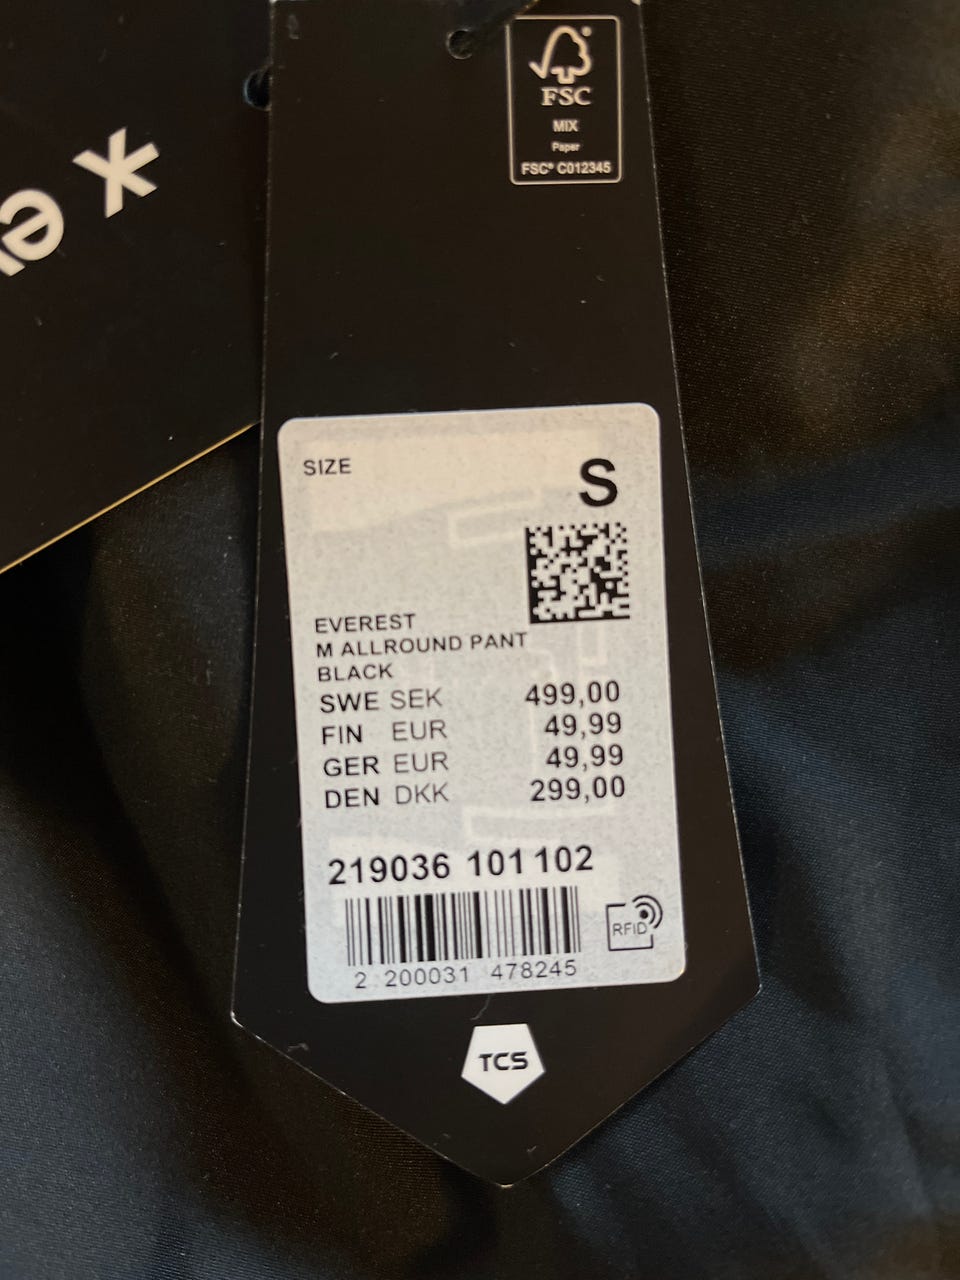 FSC
MIX
Paper
FSC® C012345
SIZE
S
EVEREST
M ALLROUND PANT
BLACK
SWE SEK 499,00
FIN EUR 49,99
GER EUR 49,99
DEN DKK 299,00
219036 101 102
RFID
2 200031 478245
TCS